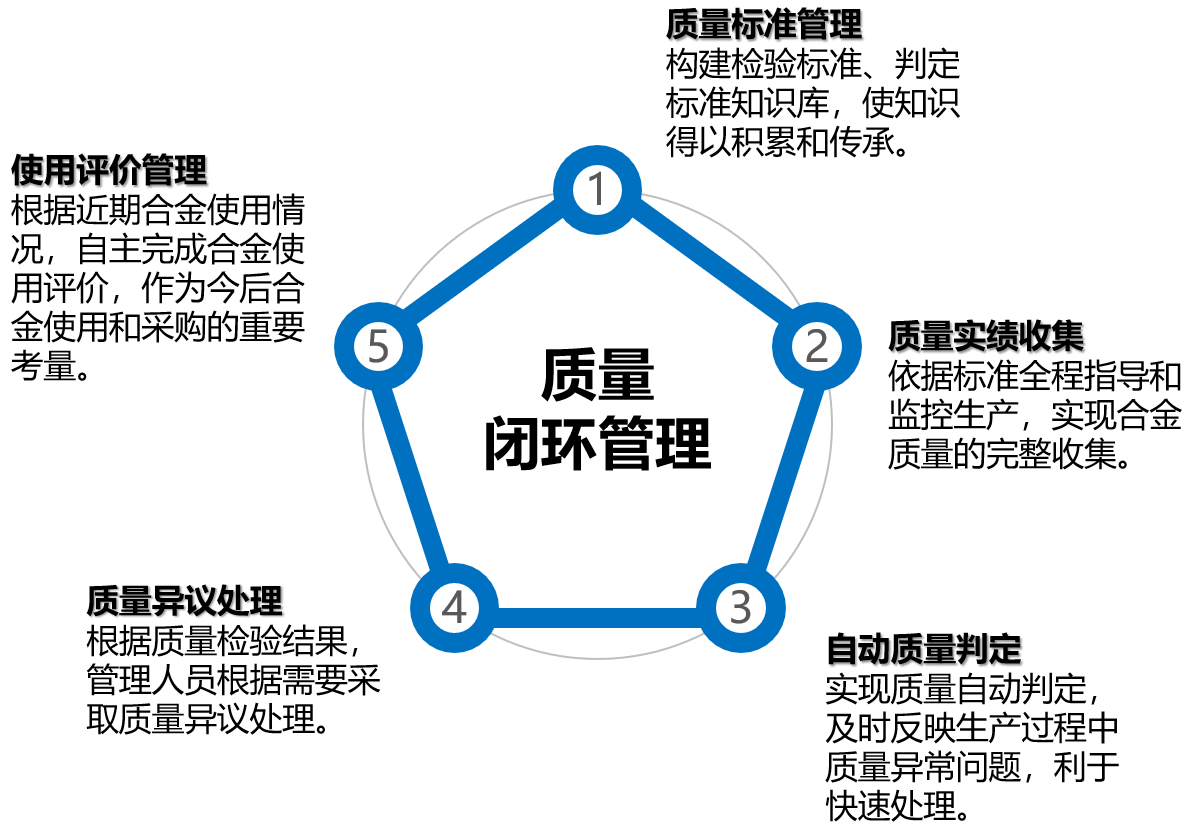 质量标准管理
构建检验标准、判定
标准知识库，使知识
得以积累和传承。
1
2
质量实绩收集
依据标准全程指导和
监控生产，实现合金
质量的完整收集。
3
自动质量判定
实现质量自动判定，
及时反映生产过程中
质量异常问题，利于
快速处理。
4
质量异议处理
根据质量检验结果，
管理人员根据需要采
取质量异议处理。
5
使用评价管理
根据近期合金使用情
况，自主完成合金使
用评价，作为今后合
金使用和采购的重要
考量。
质量
闭环管理